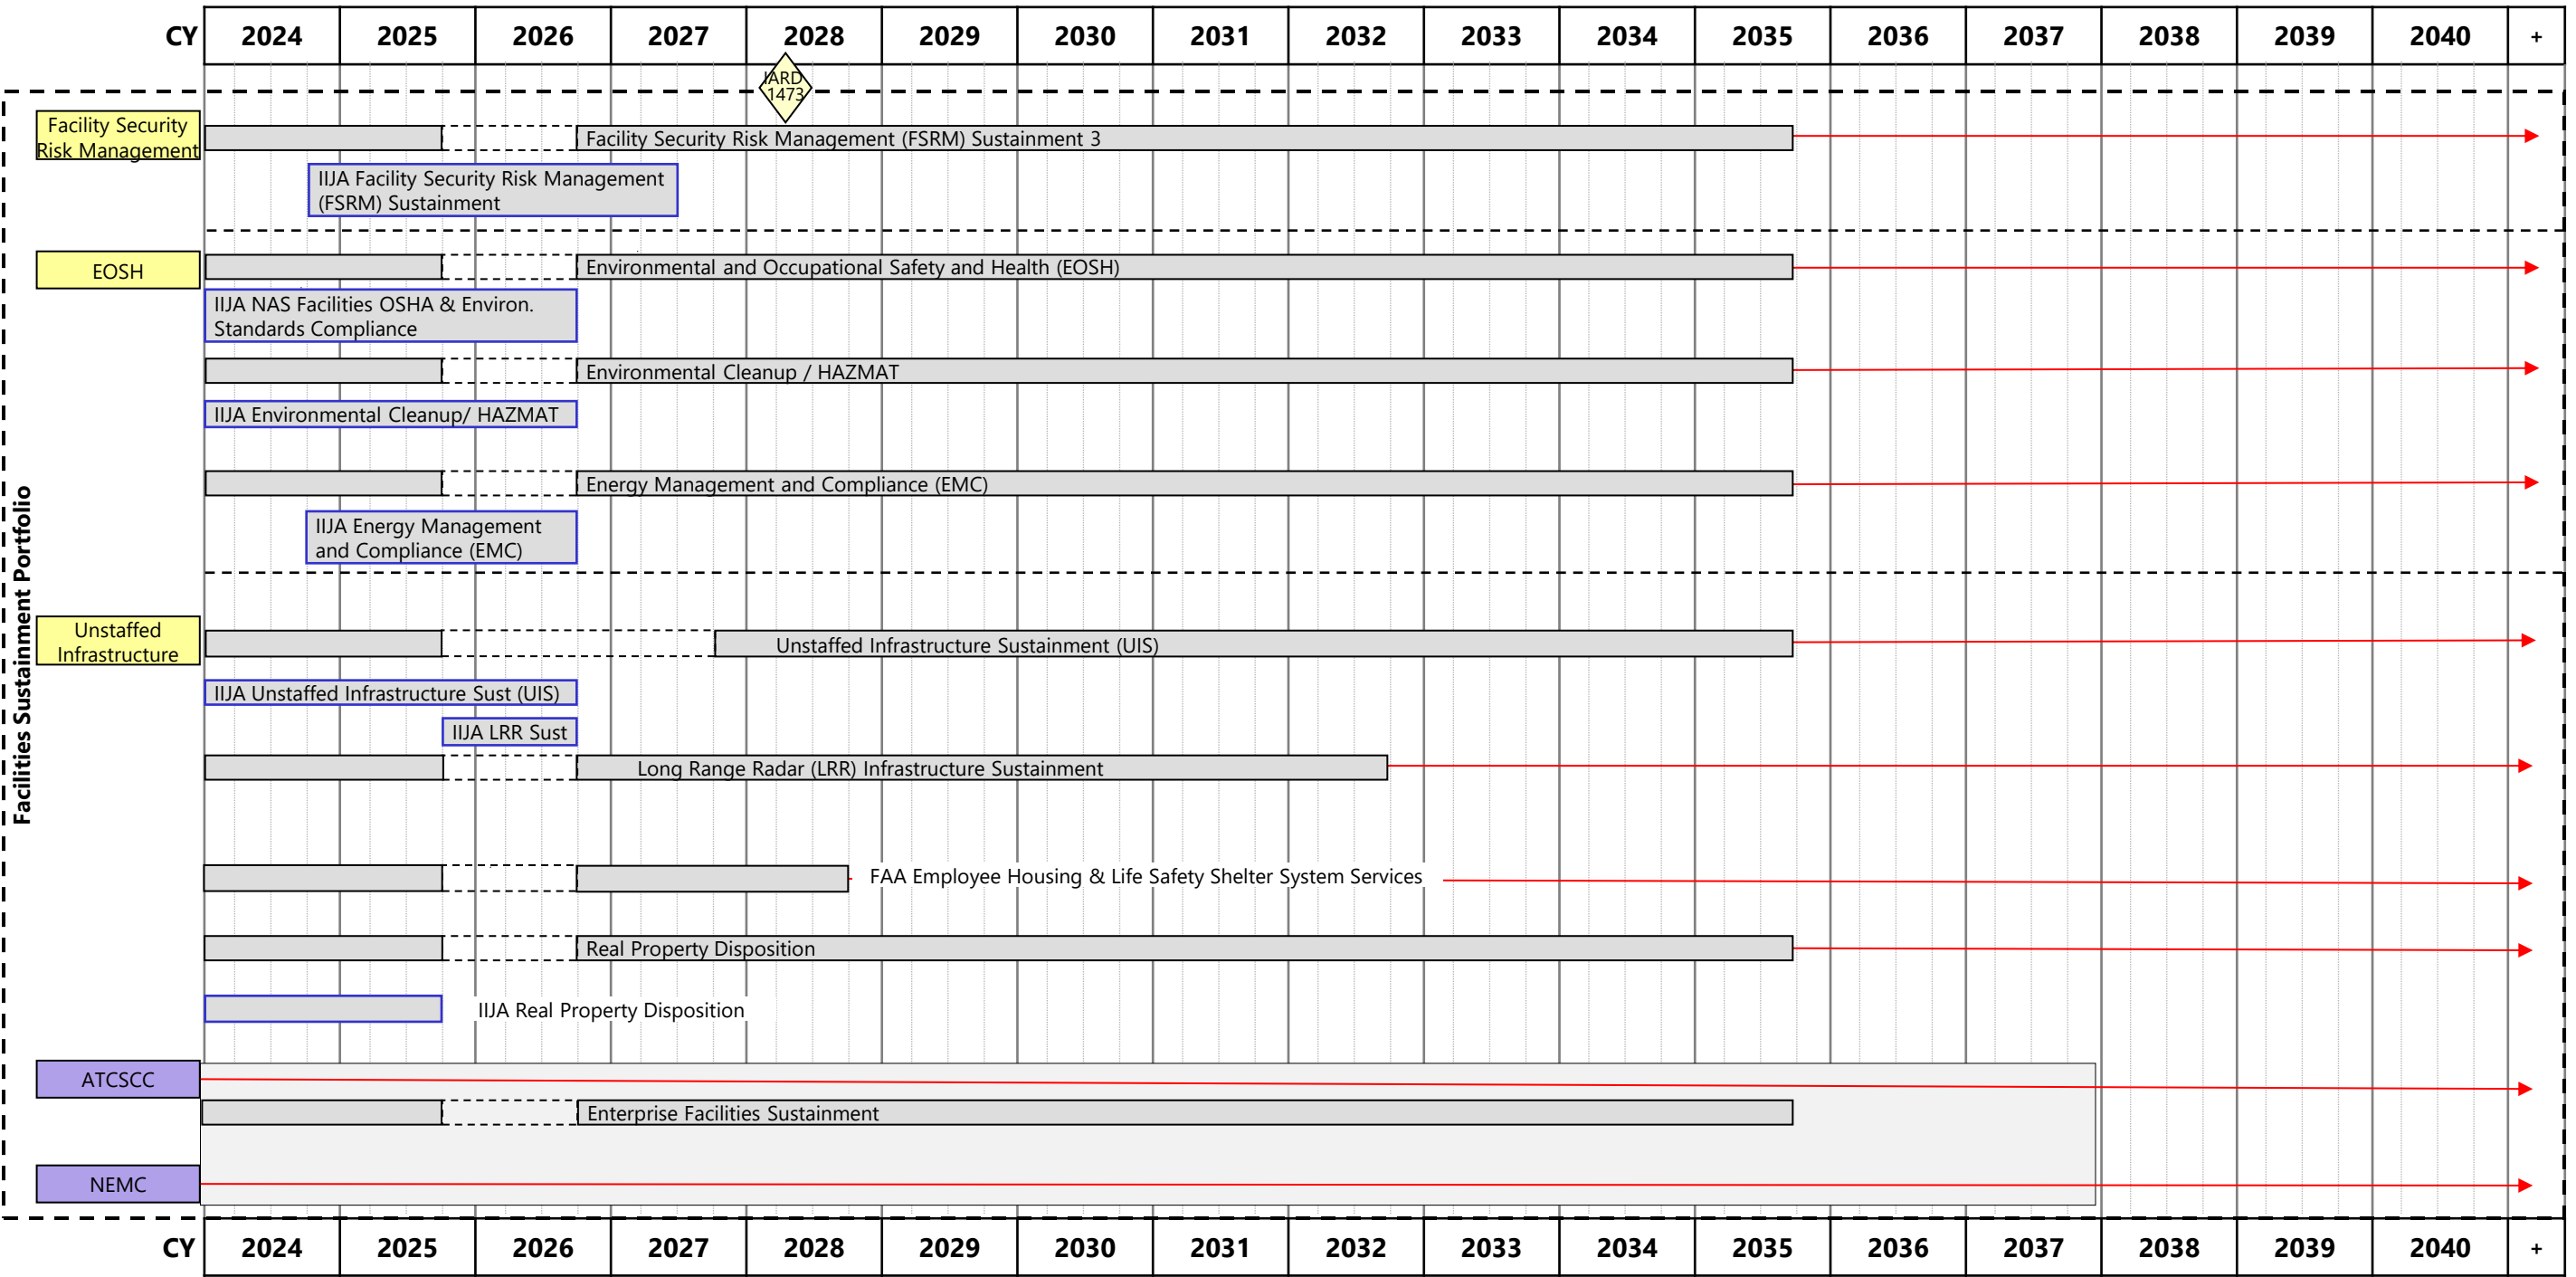 CY 2024 2025 2026 2027 2028 2029 2030 2031 2032 2033 2034 2035 2036 2037 2038 2039 2040 +
IARD
1473
Facilities Sustainment Portfolio
Facility Security
Risk Management
Facility Security Risk Management (FSRM) Sustainment 3
IIJA Facility Security Risk Management
(FSRM) Sustainment
EOSH
Environmental and Occupational Safety and Health (EOSH)
IIJA NAS Facilities OSHA & Environ.
Standards Compliance
Environmental Cleanup / HAZMAT
IIJA Environmental Cleanup/ HAZMAT
Energy Management and Compliance (EMC)
IIJA Energy Management
and Compliance (EMC)
Unstaffed
Infrastructure
Unstaffed Infrastructure Sustainment (UIS)
IIJA Unstaffed Infrastructure Sust (UIS)
IIJA LRR Sust
Long Range Radar (LRR) Infrastructure Sustainment
FAA Employee Housing & Life Safety Shelter System Services
Real Property Disposition
IIJA Real Property Disposition
ATCSCC
Enterprise Facilities Sustainment
NEMC
CY 2024 2025 2026 2027 2028 2029 2030 2031 2032 2033 2034 2035 2036 2037 2038 2039 2040 +